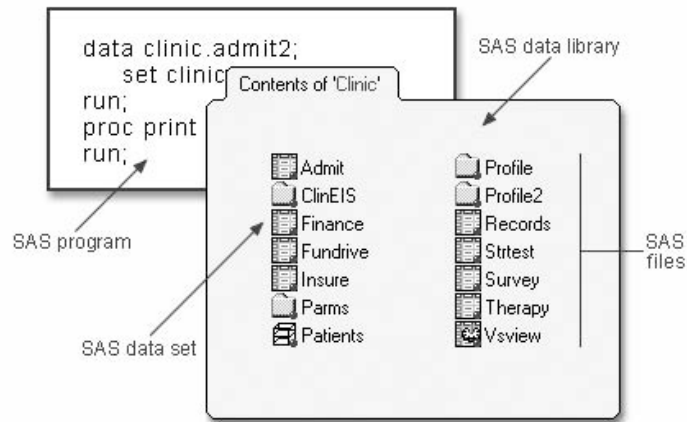 data clinic.admit2;
set clinic
run;
proc print
run;
SAS data library
Contents of 'Clinic'
Admit
ClinEIS
Finance
Fundrive
Insure
Parms
Patients
Profile
Profile2
Records
Strtest
Survey
Therapy
Vsview
SAS program
SAS data set
SAS
files